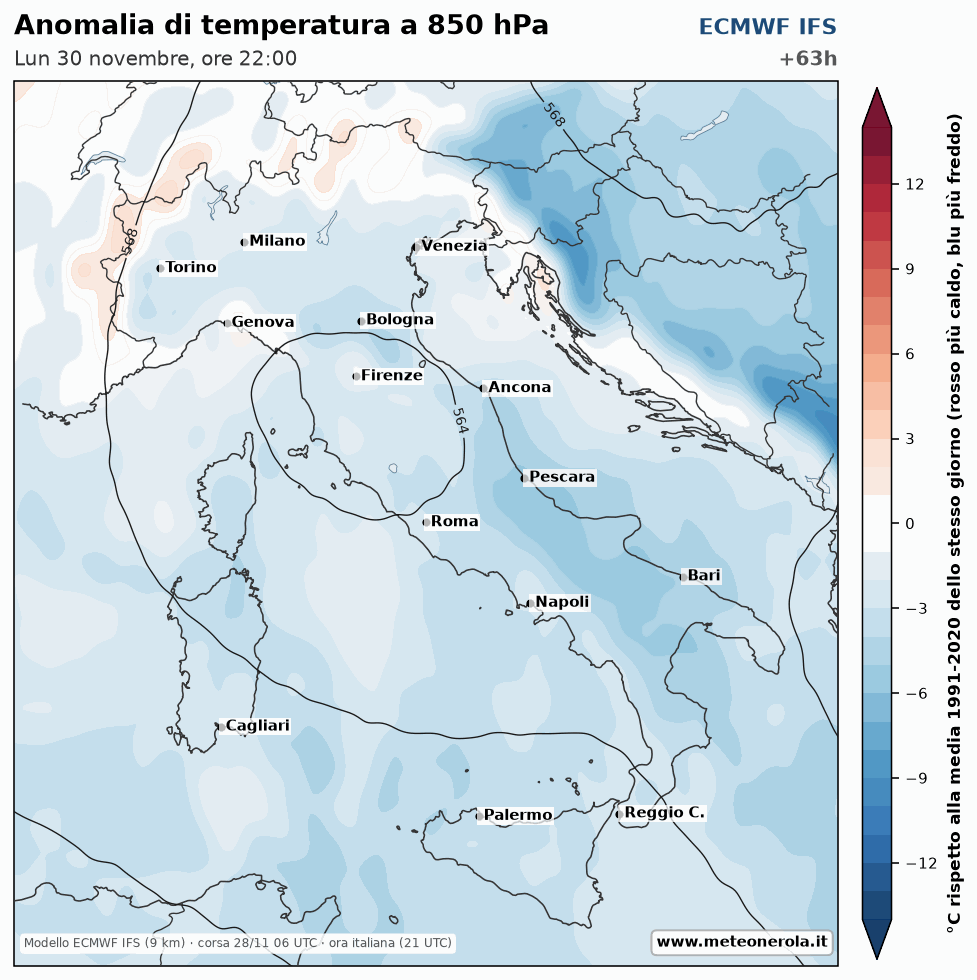 Anomalia di temperatura a 850 hPa
ECMWF IFS
Lun 30 novembre, ore 22:00
+63h
568
568
Milano
Venezia
Torino
Genova
Bologna
Firenze
Ancona
564
Pescara
Roma
Bari
Napoli
Cagliari
Palermo
Reggio C.
12
9
6
3
0
−3
−6
−9
−12
°C rispetto alla media 1991-2020 dello stesso giorno (rosso più caldo, blu più freddo)
Modello ECMWF IFS (9 km) · corsa 28/11 06 UTC · ora italiana (21 UTC)
www.meteonerola.it